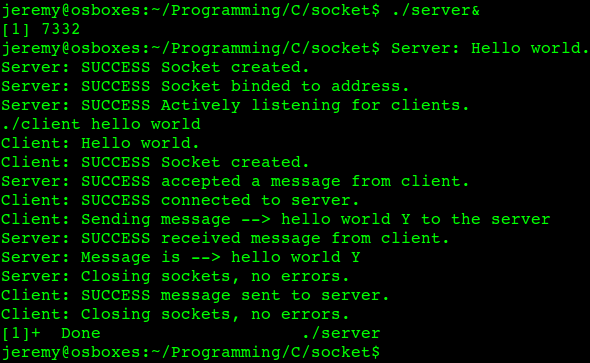 jeremy@osboxes:~/Programming/C/socket$ ./server&
[1] 7332
jeremy@osboxes:~/Programming/C/socket$ Server: Hello world.
Server: SUCCESS Socket created.
Server: SUCCESS Socket binded to address.
Server: SUCCESS Actively listening for clients.
./client hello world
Client: Hello world.
Client: SUCCESS Socket created.
Server: SUCCESS accepted a message from client.
Client: SUCCESS connected to server.
Client: Sending message --> hello world Y to the server
Server: SUCCESS received message from client.
Server: Message is --> hello world Y
Server: Closing sockets, no errors.
Client: SUCCESS message sent to server.
Client: Closing sockets, no errors.
[1]+  Done                    ./server
jeremy@osboxes:~/Programming/C/socket$